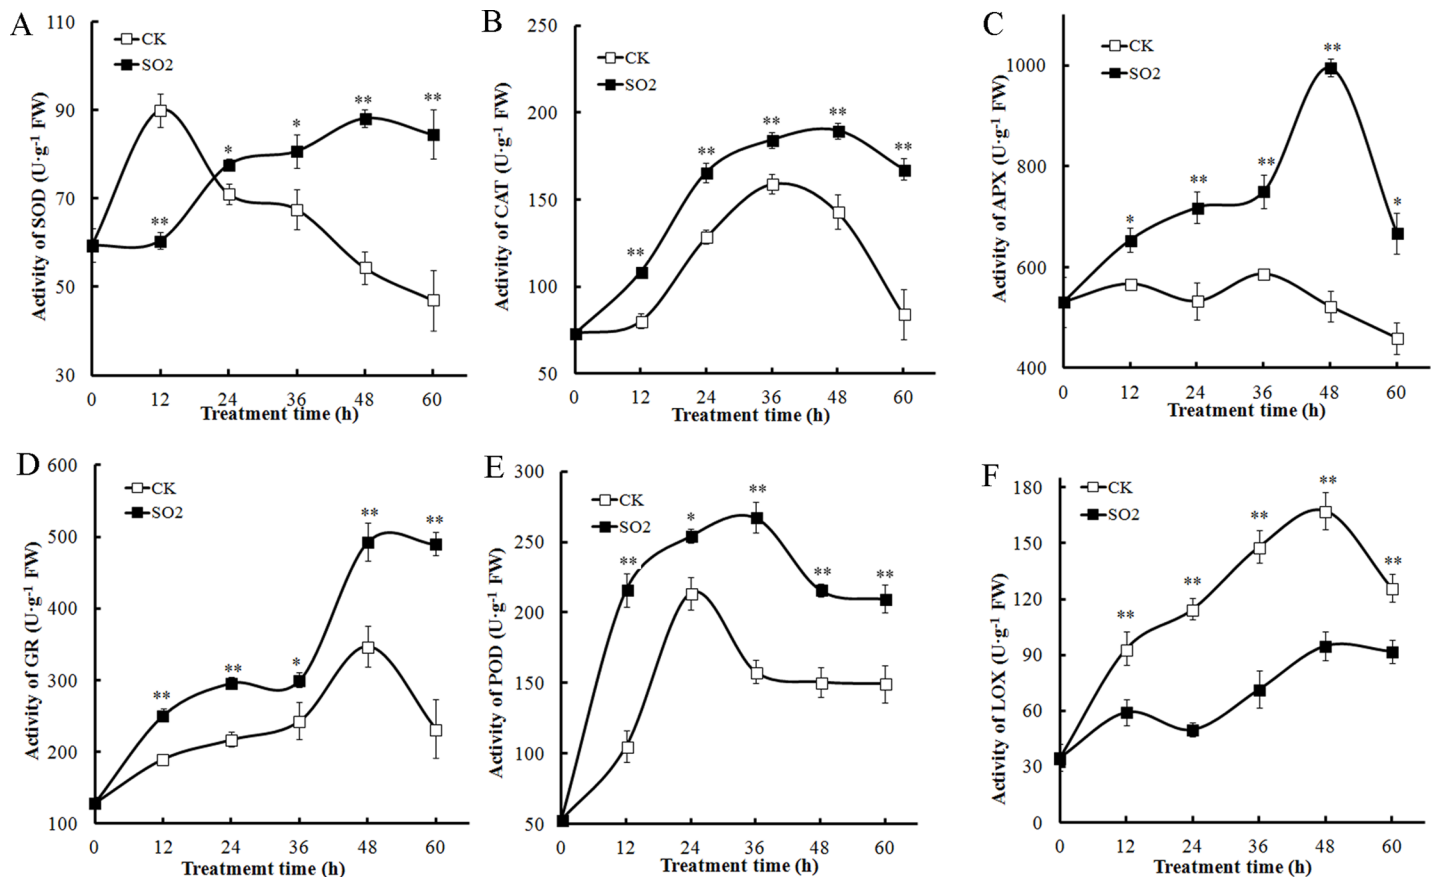 A
110
90
70
50
30
Activity of SOD (U·g-1 FW)
CK
SO2
**
*
*
**
**
0 12 24 36 48 60
Treatment time (h)
B
250
200
150
100
50
Activity of CAT (U·g-1 FW)
CK
SO2
**
**
**
**
**
0 12 24 36 48 60
Treatment time (h)
C
1000
800
600
400
Activity of APX (U·g-1 FW)
CK
SO2
*
**
**
**
*
0 12 24 36 48 60
Treatment time (h)
D
600
500
400
300
200
100
Activity of GR (U·g-1 FW)
CK
SO2
**
**
*
**
**
0 12 24 36 48 60
Treatmemt time (h)
E
300
250
200
150
100
50
Activity of POD (U·g-1 FW)
CK
SO2
**
*
**
**
**
0 12 24 36 48 60
Treatment time (h)
F
180
150
120
90
60
30
0
Activity of LOX (U·g-1 FW)
CK
SO2
**
**
**
**
**
0 12 24 36 48 60
Treatment time (h)